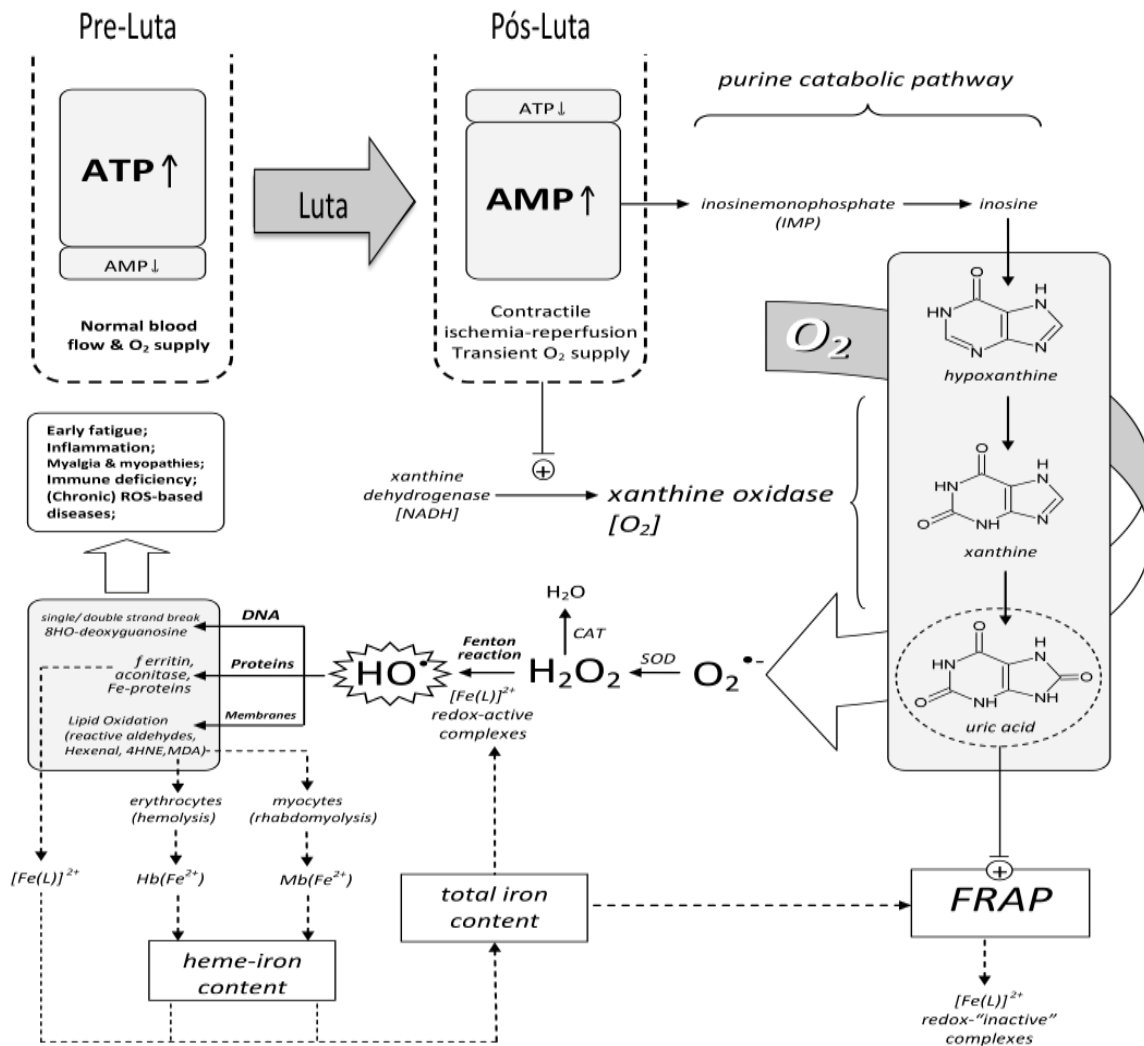 Pre-Luta
Pós-Luta
purine catabolic pathway
ATP↑
AMP↓
Normal blood
flow & O₂ supply
Luta
ATP↓
AMP↑
Contractile
ischemia-reperfusion
Transient O₂ supply
inosinemonophosphate
(IMP)
inosine
O₂
O
H
HN
N
N
N
hypoxanthine
Early fatigue;
Inflammation;
Myalgia & myopathies;
Immune deficiency;
(Chronic) ROS-based
diseases;
+
xanthine
dehydrogenase
[NADH]
xanthine oxidase
[O₂]
O
H
HN
N
O
NH
N
xanthine
single/ double strand break
8HO-deoxyguanosine
DNA
ferritin,
aconitase,
Fe-proteins
Proteins
Lipid Oxidation
(reactive aldehydes,
Hexenal, 4HNE,MDA)
Membranes
HO•
Fenton
reaction
[Fe(L)]²⁺
redox-active
complexes
H₂O
CAT
H₂O₂
SOD
O₂•-
O
H
HN
N
O
O
NH
N
H
uric acid
erythrocytes
(hemolysis)
myocytes
(rhabdomyolysis)
[Fe(L)]²⁺
Hb(Fe²⁺)
Mb(Fe²⁺)
heme-iron
content
total iron
content
+
FRAP
[Fe(L)]²⁺
redox-“inactive”
complexes